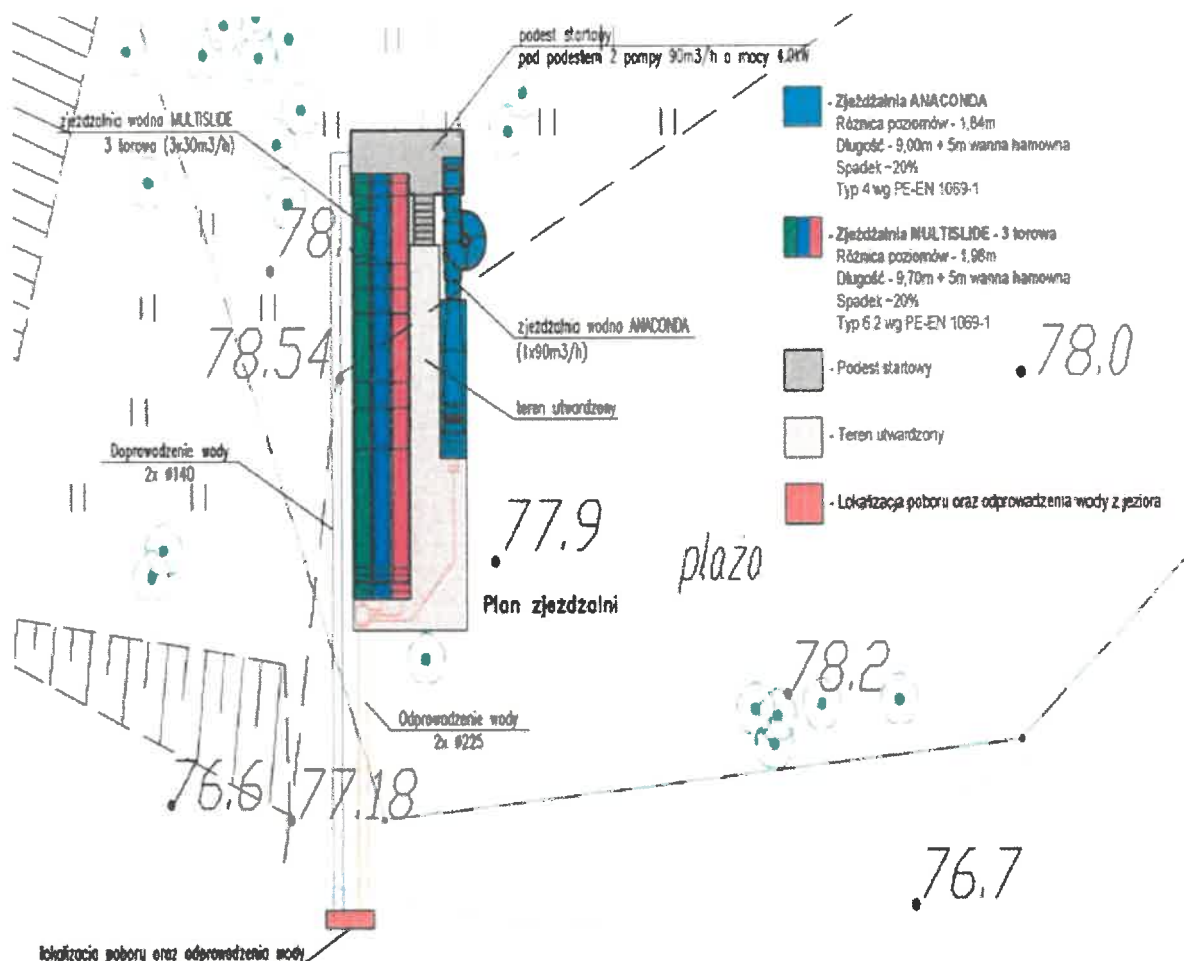 podest startowy
pod podestem 2 pompy 90m3/h o mocy 4,0kW
zjeżdżalnia wodna MULTISLIDE
3 torowa (3x30m3/h)
- Zjeżdżalnia ANACONDA
Różnica poziomów - 1,84m
Długość - 9,00m + 5m wanna hamowna
Spadek ~20%
Typ 4 wg PE-EN 1069-1
- Zjeżdżalnia MULTISLIDE - 3 torowa
Różnica poziomów - 1,98m
Długość - 9,70m + 5m wanna hamowna
Spadek ~20%
Typ 6.2 wg PE-EN 1069-1
- Podest startowy
- Teren utwardzony
- Lokalizacja poboru oraz odprowadzenia wody z jeziora
78.
78.54
zjeżdżalnia wodna ANACONDA
(1x90m3/h)
78.0
teren utwardzony
Doprowadzenie wody
2x ø140
77.9
plaża
Plan zjeżdżalni
78.2
Odprowadzenie wody
2x ø225
76.6
77.18
76.7
lokalizacja poboru oraz odprowadzenia wody